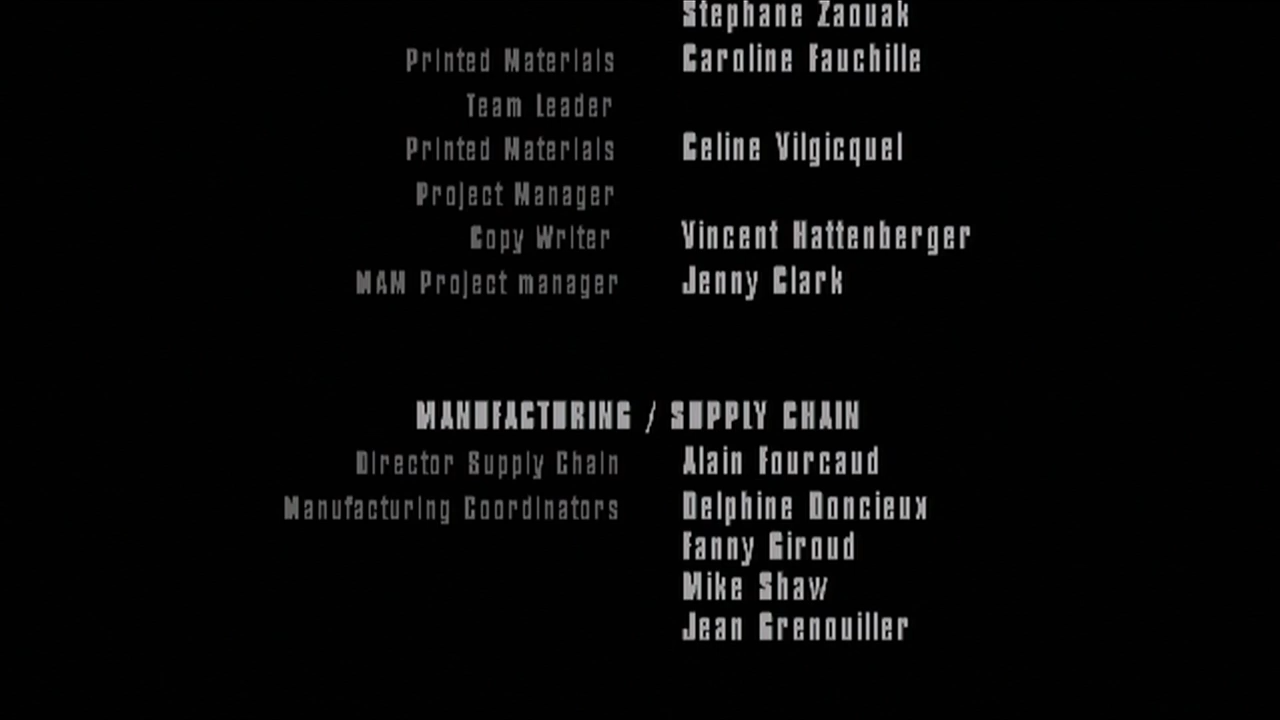 Stephane Zaouak
Printed Materials Caroline Fauchille
Team Leader
Printed Materials Celine Vilgicquel
Project Manager
Copy Writer Vincent Hattenberger
MAM Project manager Jenny Clark
MANUFACTURING / SUPPLY CHAIN
Director Supply Chain Alain Fourcaud
Manufacturing Coordinators Delphine Doncieux
Fanny Giroud
Mike Shaw
Jean Grenouiller